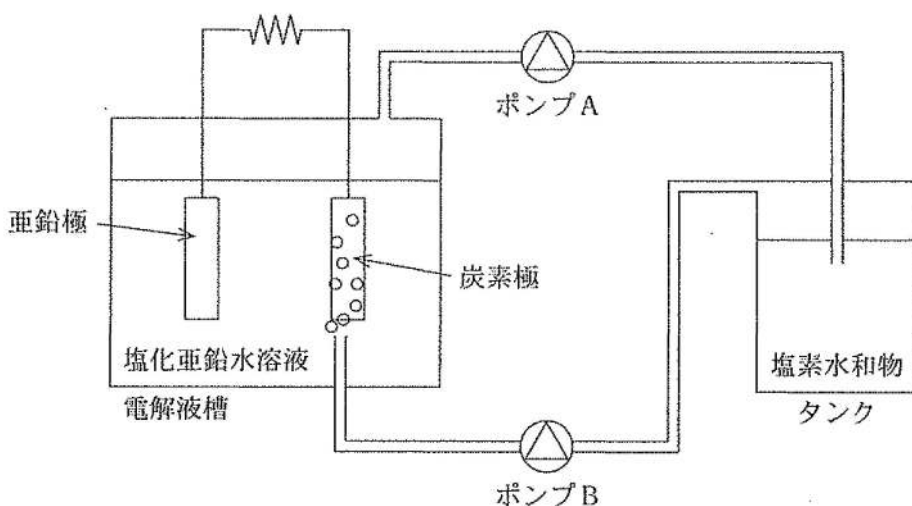 ポンプA
亜鉛極
炭素極
塩化亜鉛水溶液
電解液槽
塩素水和物
タンク
ポンプB